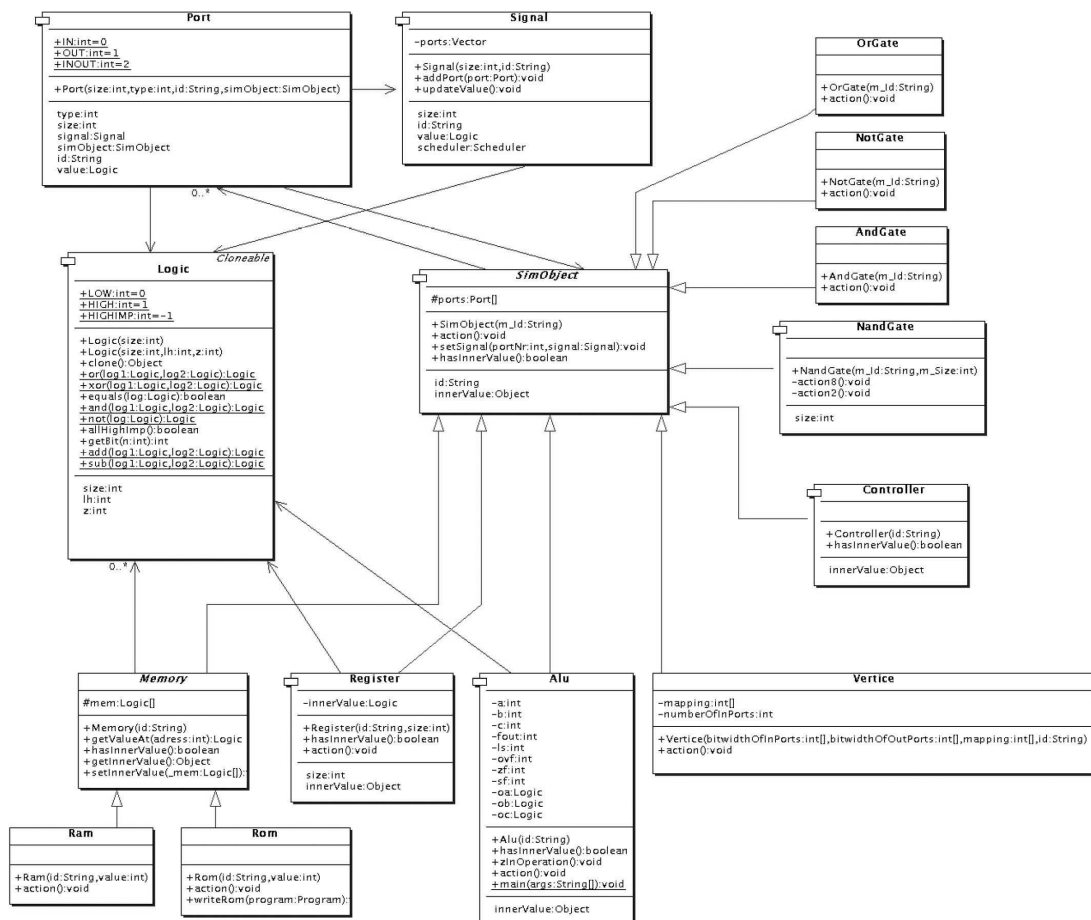 Port
+IN:int=0
+OUT:int=1
+INOUT:int=2
+Port(size:int,type:int,id:String,simObject:SimObject)
type:int
size:int
signal:Signal
simObject:SimObject
id:String
value:Logic
0..*
Signal
-ports:Vector
+Signal(size:int,id:String)
+addPort(port:Port):void
+updateValue():void
size:int
id:String
value:Logic
scheduler:Scheduler
OrGate
+OrGate(m_Id:String)
+action():void
NotGate
+NotGate(m_Id:String)
+action():void
AndGate
+AndGate(m_Id:String)
+action():void
Cloneable
Logic
+LOW:int=0
+HIGH:int=1
+HIGHIMP:int=-1
+Logic(size:int)
+Logic(size:int,lh:int,z:int)
+clone():Object
+or(log1:Logic,log2:Logic):Logic
+xor(log1:Logic,log2:Logic):Logic
+equals(log:Logic):boolean
+and(log1:Logic,log2:Logic):Logic
+not(log:Logic):Logic
+allHighImp():boolean
+getBit(n:int):int
+add(log1:Logic,log2:Logic):Logic
+sub(log1:Logic,log2:Logic):Logic
size:int
lh:int
z:int
0..*
SimObject
#ports:Port[]
+SimObject(m_Id:String)
+action():void
+setSignal(portNr:int,signal:Signal):void
+hasInnerValue():boolean
id:String
innerValue:Object
NandGate
+NandGate(m_Id:String,m_Size:int)
-action8():void
-action2():void
size:int
Controller
+Controller(id:String)
+hasInnerValue():boolean
innerValue:Object
Memory
#mem:Logic[]
+Memory(id:String)
+getValueAt(adress:int):Logic
+hasInnerValue():boolean
+getInnerValue():Object
+setInnerValue(_mem:Logic[]):
Register
-innerValue:Logic
+Register(id:String,size:int)
+hasInnerValue():boolean
+action():void
size:int
innerValue:Object
Alu
-a:int
-b:int
-c:int
-fout:int
-ls:int
-ovf:int
-zf:int
-sf:int
-oa:Logic
-ob:Logic
-oc:Logic
+Alu(id:String)
+hasInnerValue():boolean
+zInOperation():void
+action():void
+main(args:String[]):void
innerValue:Object
Vertice
-mapping:int[]
-numberOfInPorts:int
+Vertice(bitwidthOfInPorts:int[],bitwidthOfOutPorts:int[],mapping:int[],id:String)
+action():void
Ram
+Ram(id:String,value:int)
+action():void
Rom
+Rom(id:String,value:int)
+action():void
+writeRom(program:Program):